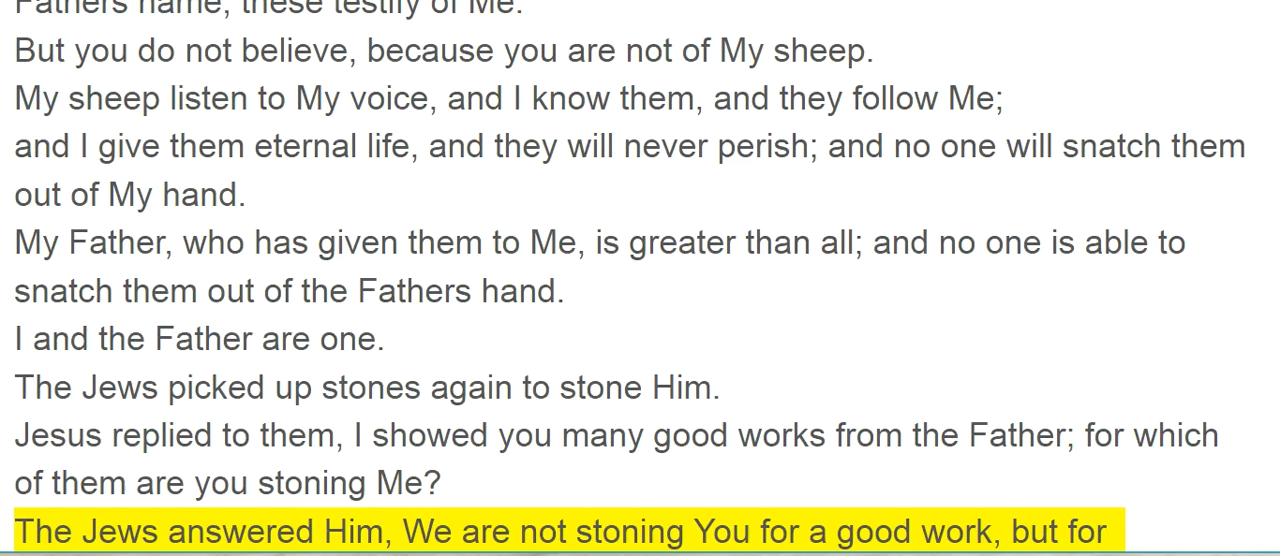 Fathers name, these testify of Me.
But you do not believe, because you are not of My sheep.
My sheep listen to My voice, and I know them, and they follow Me;
and I give them eternal life, and they will never perish; and no one will snatch them
out of My hand.
My Father, who has given them to Me, is greater than all; and no one is able to
snatch them out of the Fathers hand.
I and the Father are one.
The Jews picked up stones again to stone Him.
Jesus replied to them, I showed you many good works from the Father; for which
of them are you stoning Me?
The Jews answered Him, We are not stoning You for a good work, but for